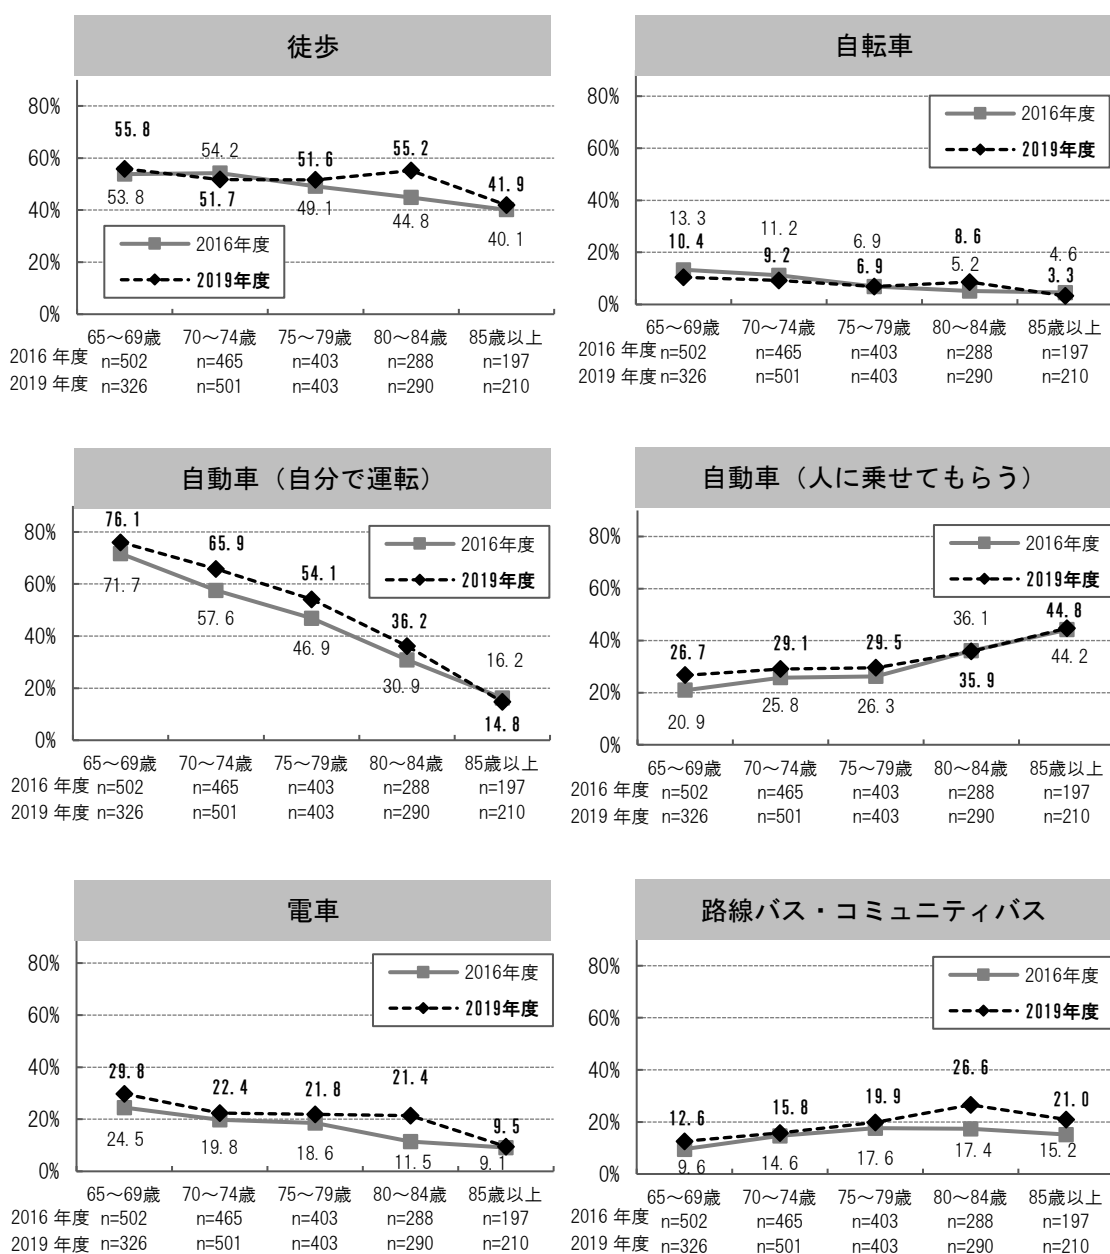 徒歩
80%
60%
40%
20%
0%
55.8
54.2
51.6
55.2
41.9
53.8
51.7
49.1
44.8
40.1
2016年度
2019年度
65～69歳 70～74歳 75～79歳 80～84歳 85歳以上
2016 年度 n=502 n=465 n=403 n=288 n=197
2019 年度 n=326 n=501 n=403 n=290 n=210
自転車
80%
60%
40%
20%
0%
2016年度
2019年度
13.3
11.2
6.9
8.6
4.6
10.4
9.2
6.9
5.2
3.3
65～69歳 70～74歳 75～79歳 80～84歳 85歳以上
2016 年度 n=502 n=465 n=403 n=288 n=197
2019 年度 n=326 n=501 n=403 n=290 n=210
自動車（自分で運転）
80%
60%
40%
20%
0%
2016年度
2019年度
76.1
65.9
54.1
36.2
16.2
71.7
57.6
46.9
30.9
14.8
65～69歳 70～74歳 75～79歳 80～84歳 85歳以上
2016 年度 n=502 n=465 n=403 n=288 n=197
2019 年度 n=326 n=501 n=403 n=290 n=210
自動車（人に乗せてもらう）
80%
60%
40%
20%
0%
2016年度
2019年度
26.7
29.1
29.5
36.1
44.8
20.9
25.8
26.3
35.9
44.2
65～69歳 70～74歳 75～79歳 80～84歳 85歳以上
2016 年度 n=502 n=465 n=403 n=288 n=197
2019 年度 n=326 n=501 n=403 n=290 n=210
電車
80%
60%
40%
20%
0%
2016年度
2019年度
29.8
22.4
21.8
21.4
9.5
24.5
19.8
18.6
11.5
9.1
65～69歳 70～74歳 75～79歳 80～84歳 85歳以上
2016 年度 n=502 n=465 n=403 n=288 n=197
2019 年度 n=326 n=501 n=403 n=290 n=210
路線バス・コミュニティバス
80%
60%
40%
20%
0%
2016年度
2019年度
12.6
15.8
19.9
26.6
21.0
9.6
14.6
17.6
17.4
15.2
65～69歳 70～74歳 75～79歳 80～84歳 85歳以上
2016 年度 n=502 n=465 n=403 n=288 n=197
2019 年度 n=326 n=501 n=403 n=290 n=210